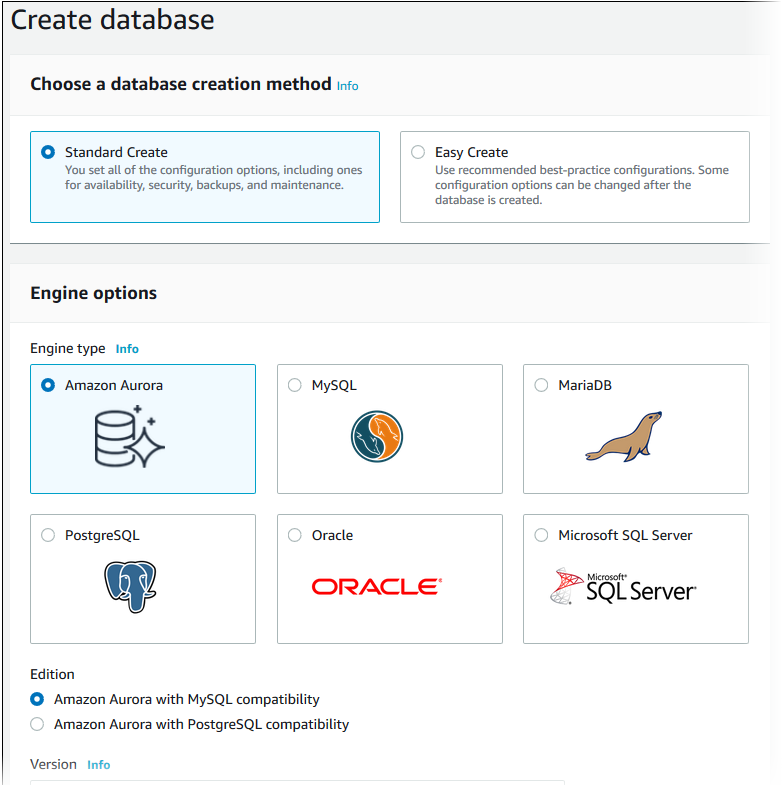 Create database
Choose a database creation method Info
Standard Create
You set all of the configuration options, including ones
for availability, security, backups, and maintenance.
Easy Create
Use recommended best-practice configurations. Some
configuration options can be changed after the
database is created.
Engine options
Engine type Info
Amazon Aurora
MySQL
MariaDB
PostgreSQL
Oracle
ORACLE®
Microsoft SQL Server
Microsoft®
SQL Server®
Edition
Amazon Aurora with MySQL compatibility
Amazon Aurora with PostgreSQL compatibility
Version Info